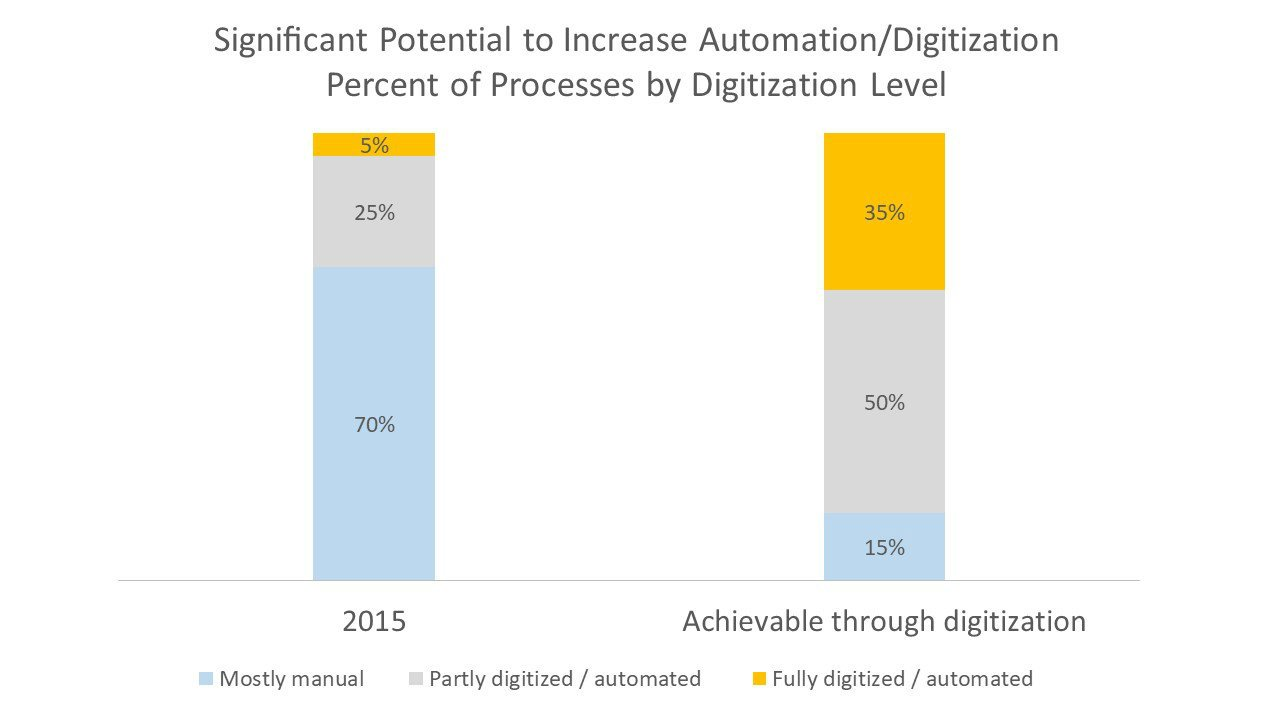 Significant Potential to Increase Automation/Digitization
Percent of Processes by Digitization Level
5%
25%
70%
35%
50%
15%
2015
Achievable through digitization
Mostly manual
Partly digitized / automated
Fully digitized / automated